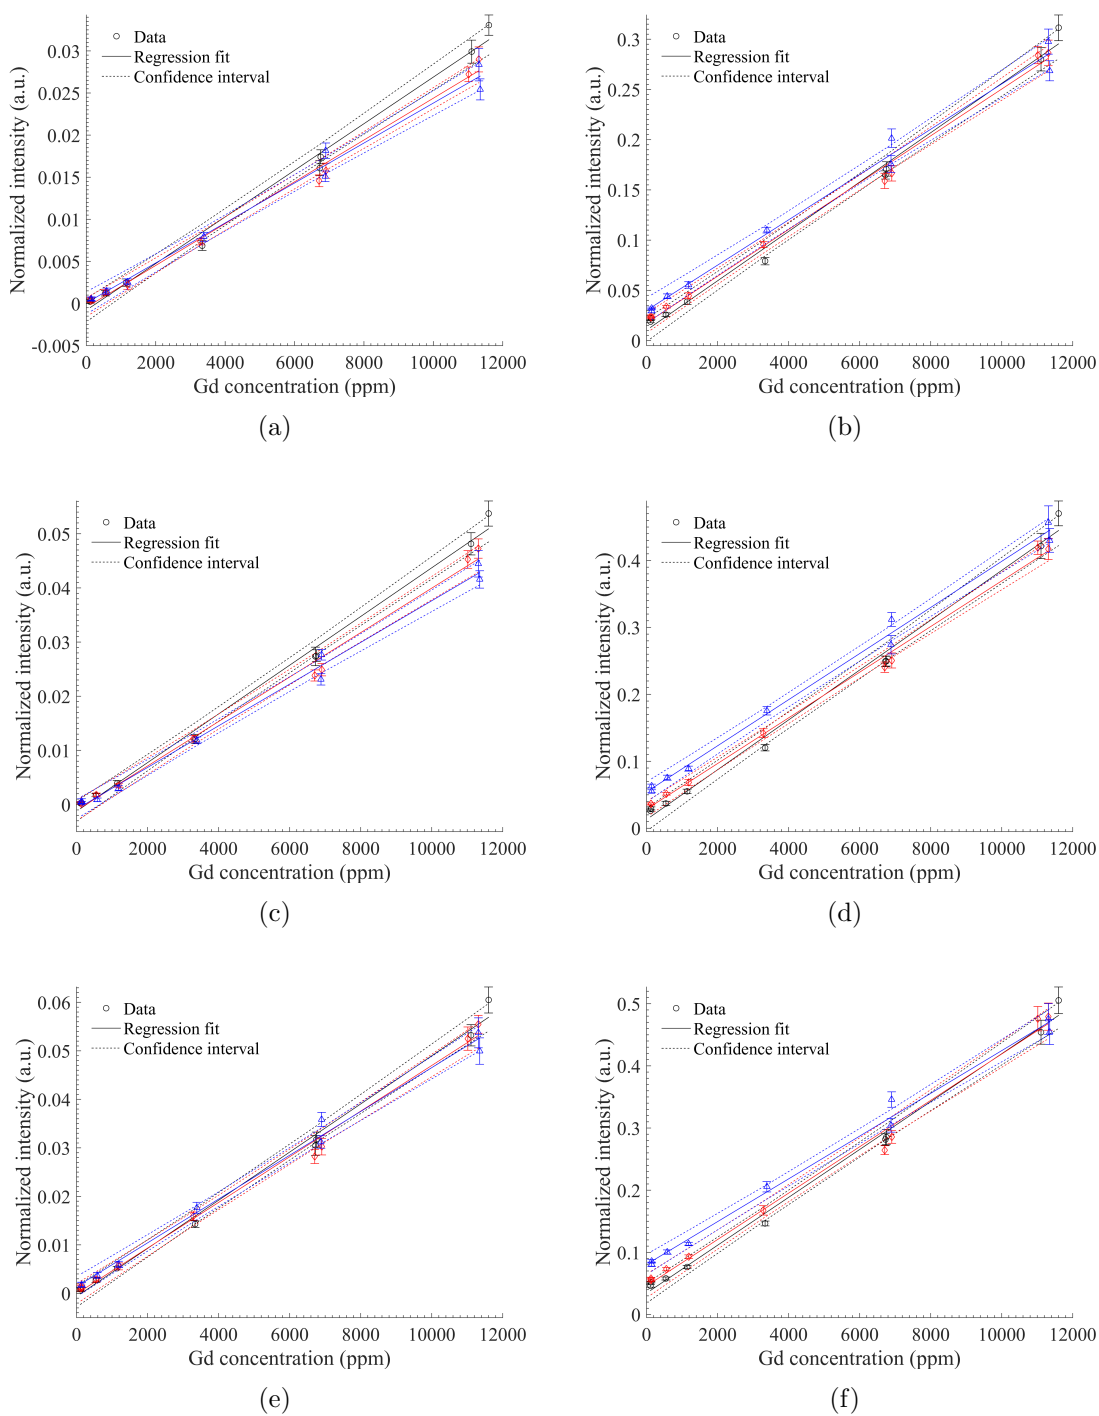 Normalized intensity (a.u.)
0.03
0.025
0.02
0.015
0.01
0.005
0
-0.005
Data
Regression fit
Confidence interval
0 2000 4000 6000 8000 10000 12000
Gd concentration (ppm)
(a)
Normalized intensity (a.u.)
0.3
0.25
0.2
0.15
0.1
0.05
0
Data
Regression fit
Confidence interval
0 2000 4000 6000 8000 10000 12000
Gd concentration (ppm)
(b)
Normalized intensity (a.u.)
0.05
0.04
0.03
0.02
0.01
0
Data
Regression fit
Confidence interval
0 2000 4000 6000 8000 10000 12000
Gd concentration (ppm)
(c)
Normalized intensity (a.u.)
0.4
0.3
0.2
0.1
0
Data
Regression fit
Confidence interval
0 2000 4000 6000 8000 10000 12000
Gd concentration (ppm)
(d)
Normalized intensity (a.u.)
0.06
0.05
0.04
0.03
0.02
0.01
0
Data
Regression fit
Confidence interval
0 2000 4000 6000 8000 10000 12000
Gd concentration (ppm)
(e)
Normalized intensity (a.u.)
0.5
0.4
0.3
0.2
0.1
0
Data
Regression fit
Confidence interval
0 2000 4000 6000 8000 10000 12000
Gd concentration (ppm)
(f)